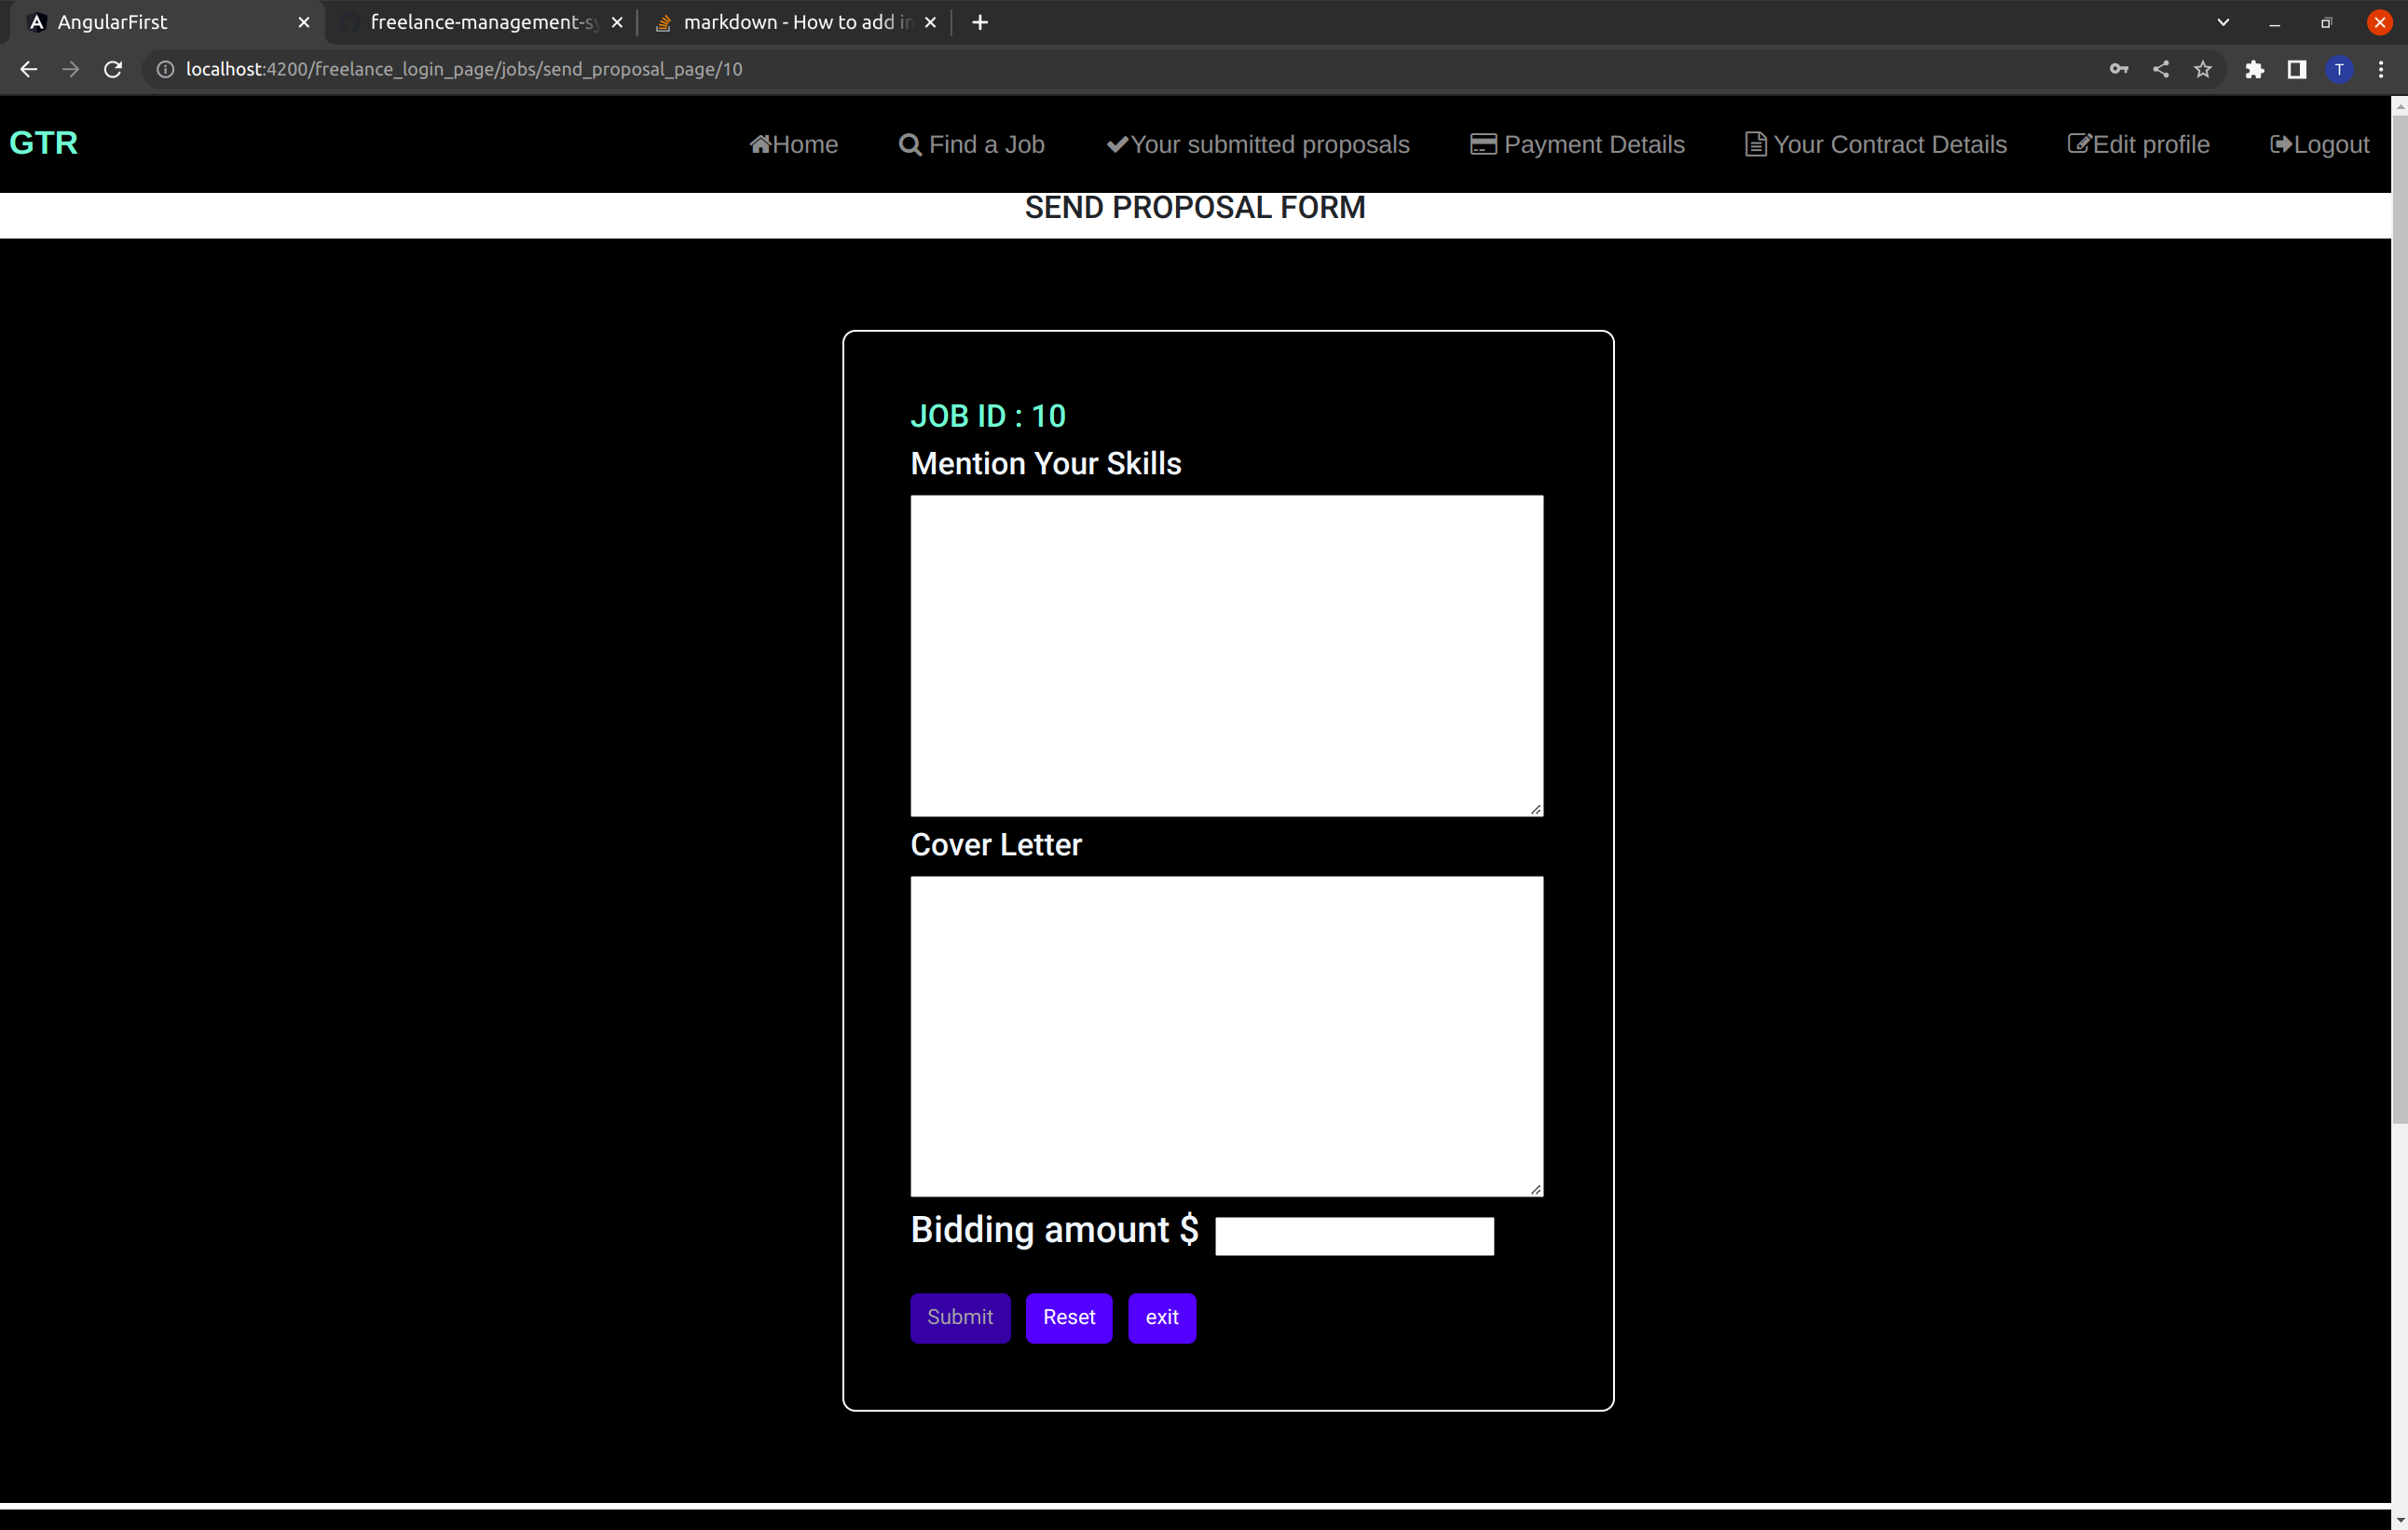 AngularFirst
freelance-management-sy
markdown - How to add in
localhost:4200/freelance_login_page/jobs/send_proposal_page/10
T
GTR
Home
Find a Job
Your submitted proposals
Payment Details
Your Contract Details
Edit profile
Logout
SEND PROPOSAL FORM
JOB ID : 10
Mention Your Skills
Cover Letter
Bidding amount $
Submit
Reset
exit